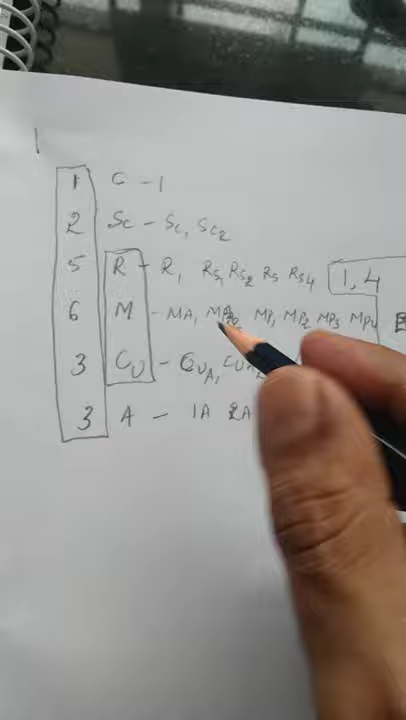 1 C - 1
2 Sc - Sc1 Sc2
5 R - R1 Rs1 Rs2 Rs Rs4 1,4
6 M - MA1 MP1 MP2 MP3 MP4
3 CU - CUA1
3 A - 1A 2A